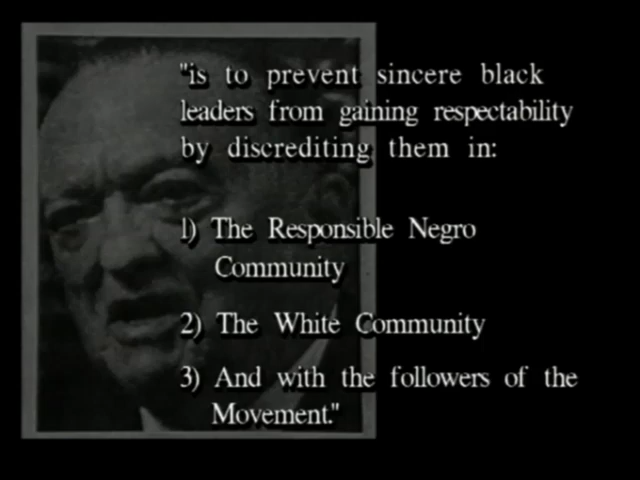 "is to prevent sincere black
leaders from gaining respectability
by discrediting them in:
1) The Responsible Negro
Community
2) The White Community
3) And with the followers of the
Movement."